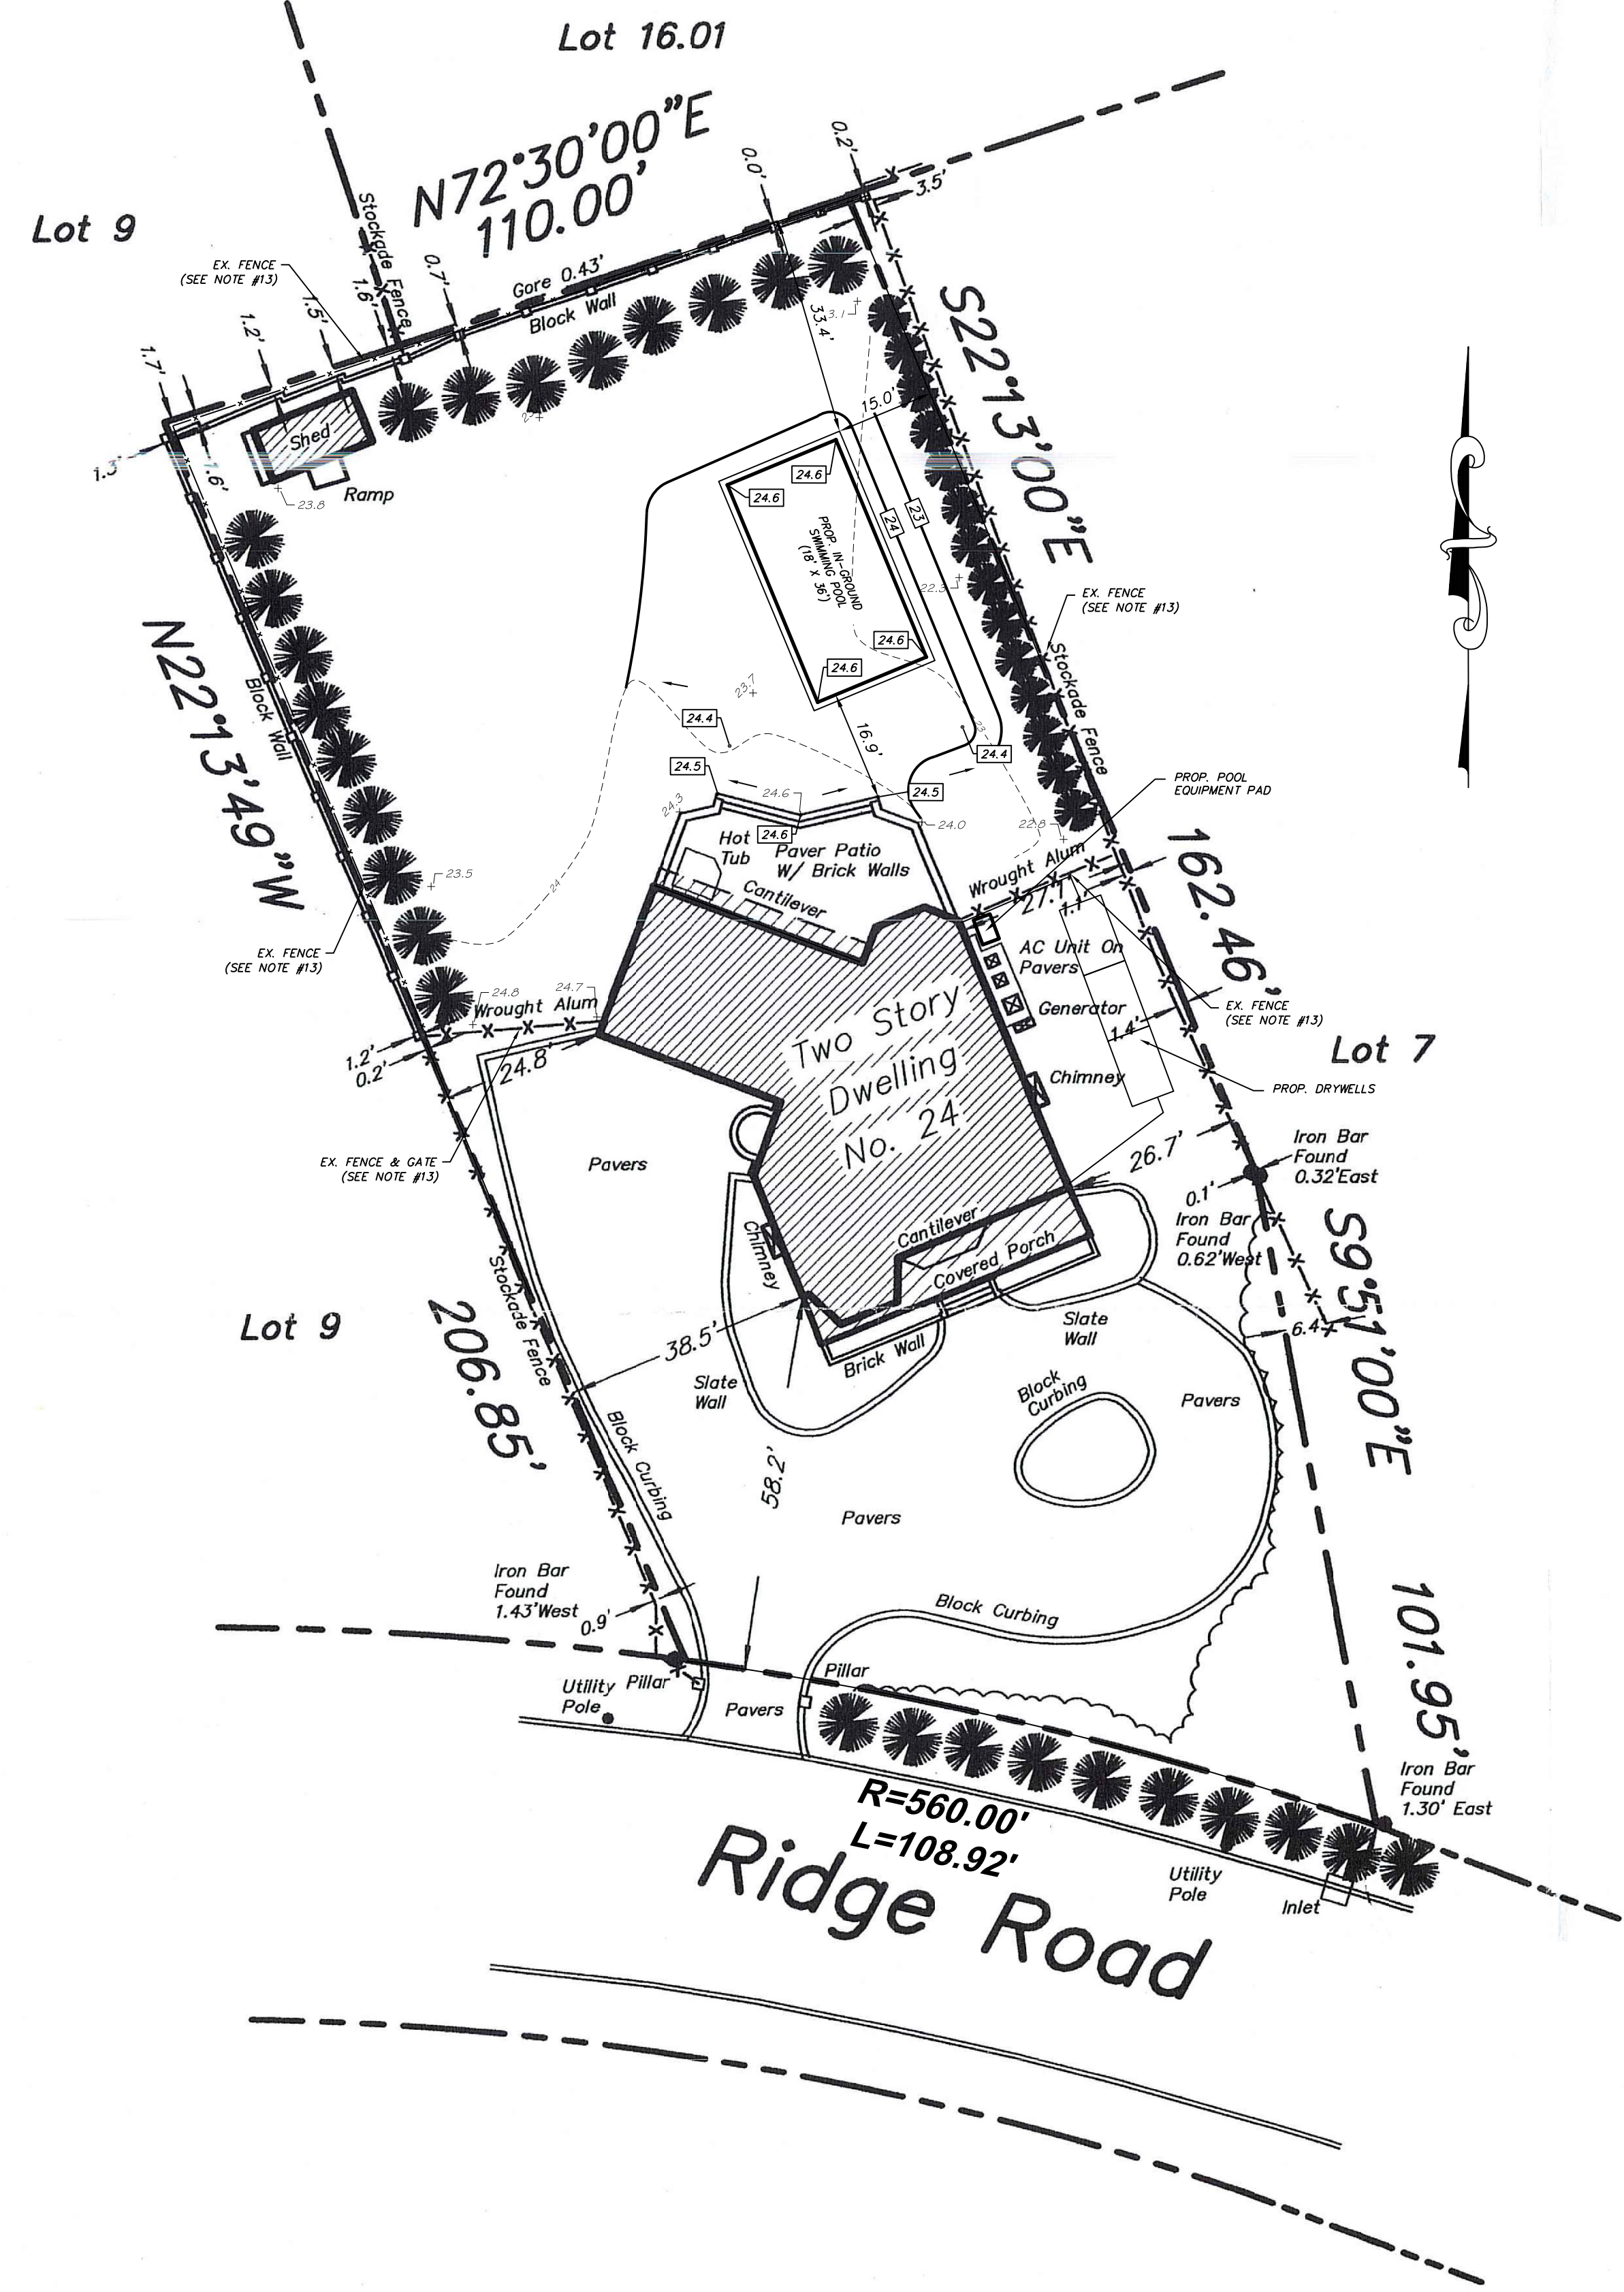 Lot 16.01
N72°30'00"E
110.00'
0.0'
0.2'
3.5'
Lot 9
EX. FENCE
(SEE NOTE #13)
Stockade Fence
1.6'
0.7'
Gore 0.43'
Block Wall
1.5'
1.2'
1.7'
1.3'
1.6'
Shed
Ramp
23.8
33.4'
15.0'
S22°13'00"E
24.6
24.6
24
23
PROP. IN-GROUND
SWIMMING POOL
(18' X 36')
22.3
EX. FENCE
(SEE NOTE #13)
24.6
24.6
Stockade Fence
N22°13'49"W
Block Wall
23.7
24.4
16.9'
23
24.4
24.5
24.6
24.5
PROP. POOL
EQUIPMENT PAD
24.3
24.6
24.0
22.8
Hot
Tub
Paver Patio
W/ Brick Walls
Cantilever
Wrought Alum
27.1'
1.1'
162.46'
23.5
24
EX. FENCE
(SEE NOTE #13)
AC Unit On
Pavers
Generator
24.8
24.7
Wrought Alum
EX. FENCE
(SEE NOTE #13)
1.4'
Lot 7
1.2'
0.2'
24.8'
Two Story
Dwelling
No. 24
Chimney
PROP. DRYWELLS
EX. FENCE & GATE
(SEE NOTE #13)
Pavers
26.7'
Iron Bar
Found
0.32'East
0.1'
Iron Bar
Found
0.62'West
S9°51'00"E
Chimney
Cantilever
Covered Porch
Stockade Fence
Lot 9
206.85'
38.5'
Slate
Wall
6.4
Brick Wall
Slate
Wall
Block
Curbing
Pavers
Block Curbing
58.2'
Pavers
Iron Bar
Found
1.43'West
0.9'
Block Curbing
101.95'
Utility
Pole
Pillar
Pavers
Pillar
Iron Bar
Found
1.30' East
R=560.00'
L=108.92'
Ridge Road
Utility
Pole
Inlet